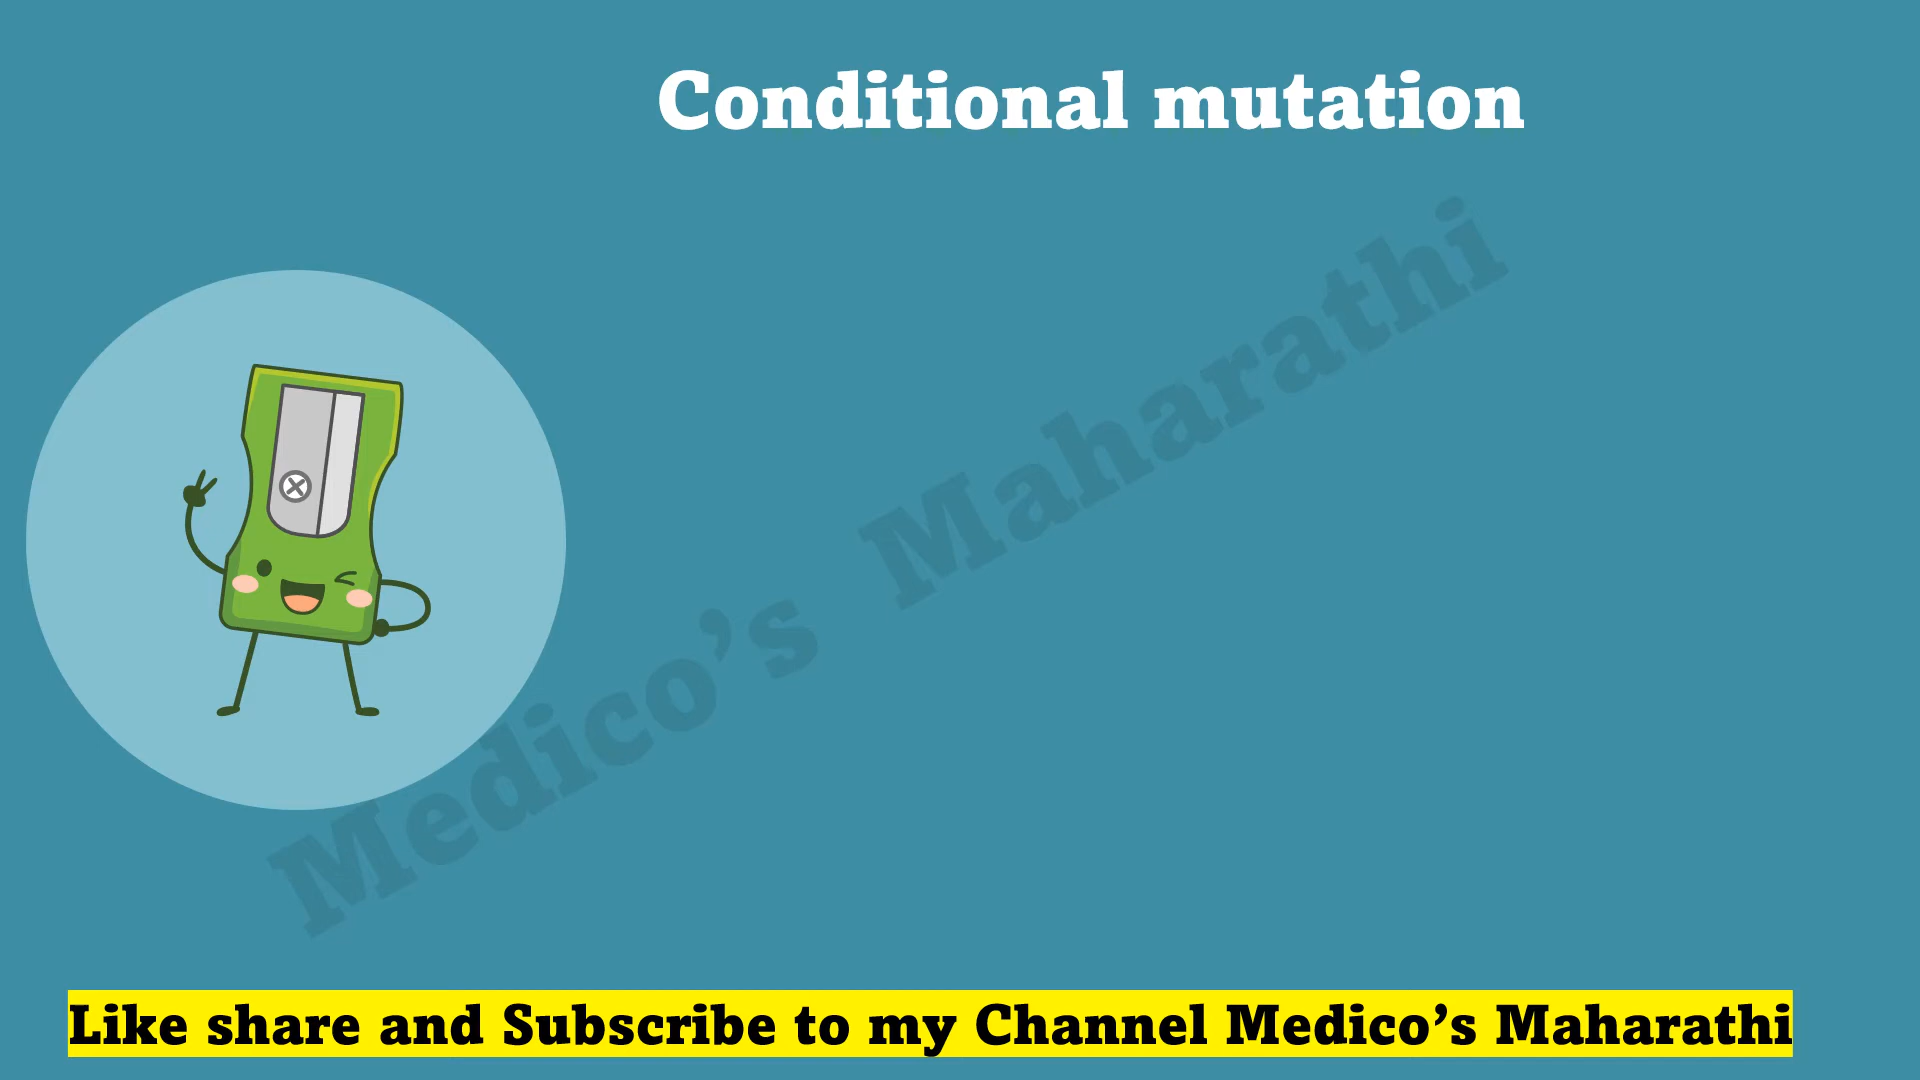 Conditional mutation
Medico’s Maharathi
Like share and Subscribe to my Channel Medico’s Maharathi